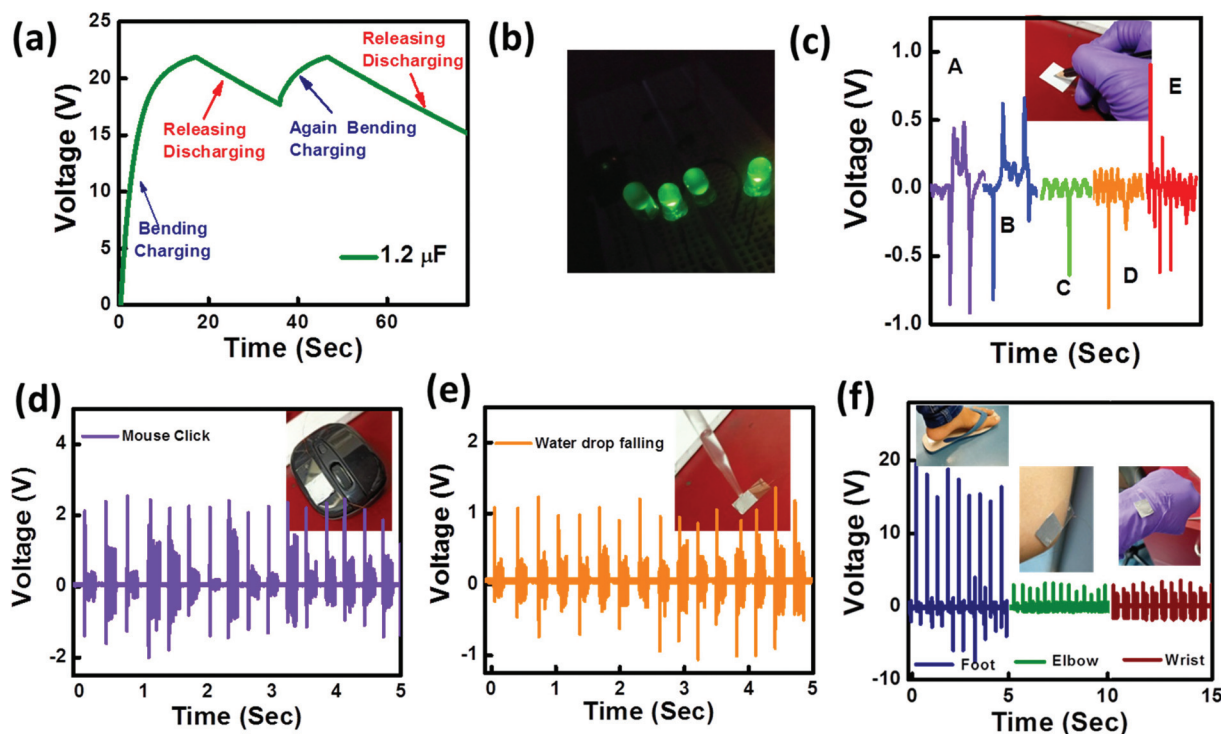 (a)
25
20
15
10
5
0
Voltage (V)
Releasing
Discharging
Releasing
Discharging
Again Bending
Charging
Bending
Charging
1.2 μF
0 20 40 60
Time (Sec)
(b)
(c)
1.0
0.5
0.0
-0.5
-1.0
Voltage (V)
A
B
C
D
E
Time (Sec)
(d)
4
2
0
-2
Voltage (V)
Mouse Click
0 1 2 3 4 5
Time (Sec)
(e)
2
1
0
-1
Voltage (V)
Water drop falling
0 1 2 3 4 5
Time (Sec)
(f)
20
10
0
-10
Voltage (V)
Foot Elbow Wrist
0 5 10 15
Time (Sec)